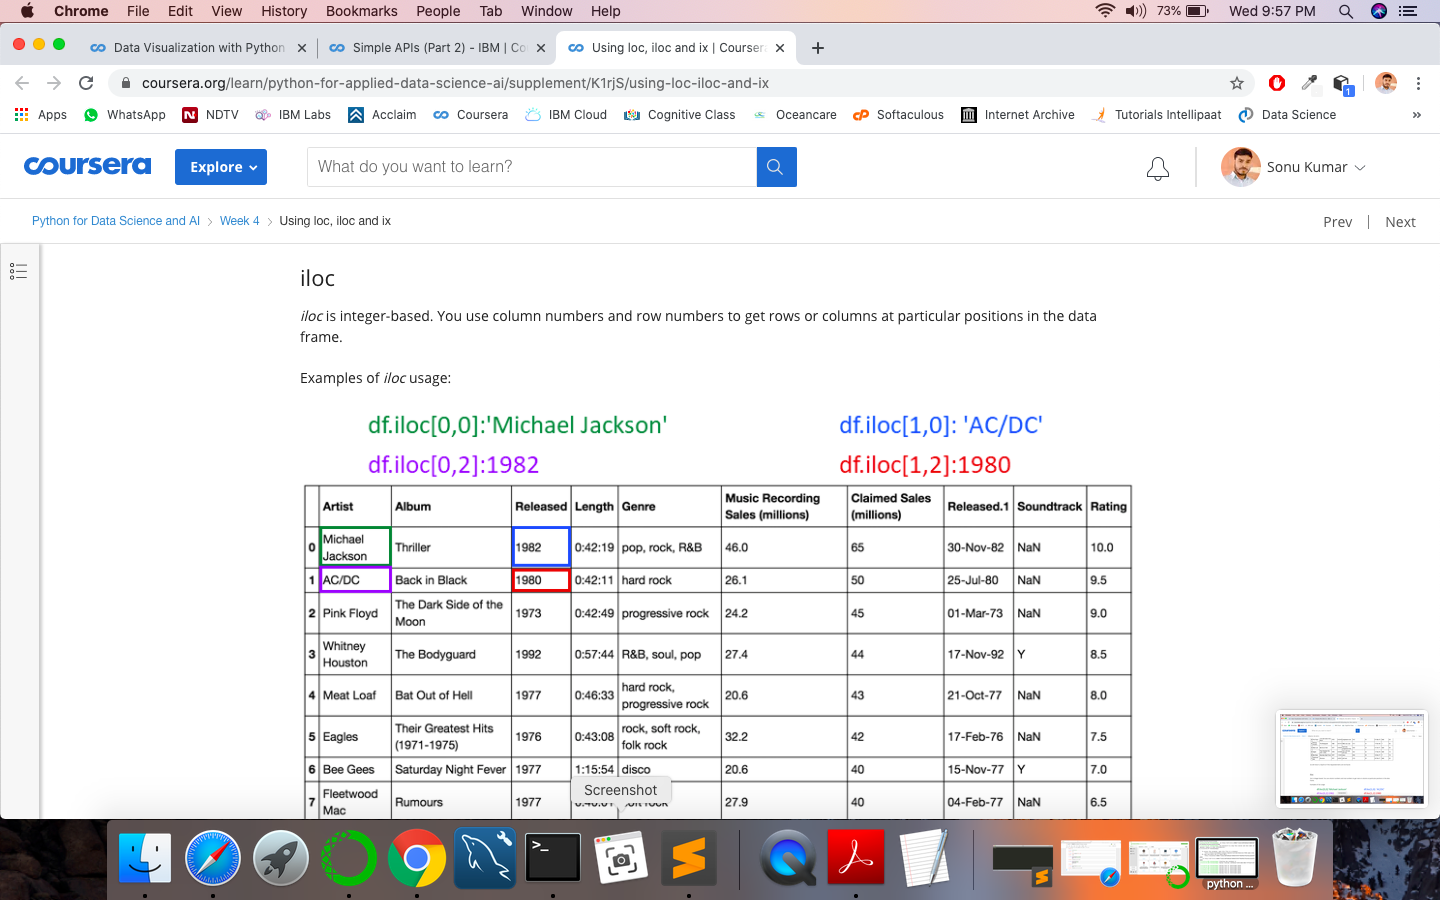 Chrome File Edit View History Bookmarks People Tab Window Help 73% Wed 9:57 PM
Data Visualization with Python Simple APIs (Part 2) - IBM | Co Using loc, iloc and ix | Courser
coursera.org/learn/python-for-applied-data-science-ai/supplement/K1rjS/using-loc-iloc-and-ix
1
Apps WhatsApp NDTV IBM Labs Acclaim Coursera IBM Cloud Cognitive Class Oceancare Softaculous Internet Archive Tutorials Intellipaat Data Science »
coursera Explore What do you want to learn? Sonu Kumar
Python for Data Science and AI > Week 4 > Using loc, iloc and ix Prev | Next
iloc
iloc is integer-based. You use column numbers and row numbers to get rows or columns at particular positions in the data
frame.
Examples of iloc usage:
df.iloc[0,0]:'Michael Jackson' df.iloc[1,0]: 'AC/DC'
df.iloc[0,2]:1982 df.iloc[1,2]:1980
Artist Album Released Length Genre Music Recording Sales (millions) Claimed Sales (millions) Released.1 Soundtrack Rating
0 Michael Jackson Thriller 1982 0:42:19 pop, rock, R&B 46.0 65 30-Nov-82 NaN 10.0
1 AC/DC Back in Black 1980 0:42:11 hard rock 26.1 50 25-Jul-80 NaN 9.5
2 Pink Floyd The Dark Side of the Moon 1973 0:42:49 progressive rock 24.2 45 01-Mar-73 NaN 9.0
3 Whitney Houston The Bodyguard 1992 0:57:44 R&B, soul, pop 27.4 44 17-Nov-92 Y 8.5
4 Meat Loaf Bat Out of Hell 1977 0:46:33 hard rock, progressive rock 20.6 43 21-Oct-77 NaN 8.0
5 Eagles Their Greatest Hits (1971-1975) 1976 0:43:08 rock, soft rock, folk rock 32.2 42 17-Feb-76 NaN 7.5
6 Bee Gees Saturday Night Fever 1977 1:15:54 disco 20.6 40 15-Nov-77 Y 7.0
7 Fleetwood Mac Rumours 1977 27.9 40 04-Feb-77 NaN 6.5
Screenshot
>_
python ...